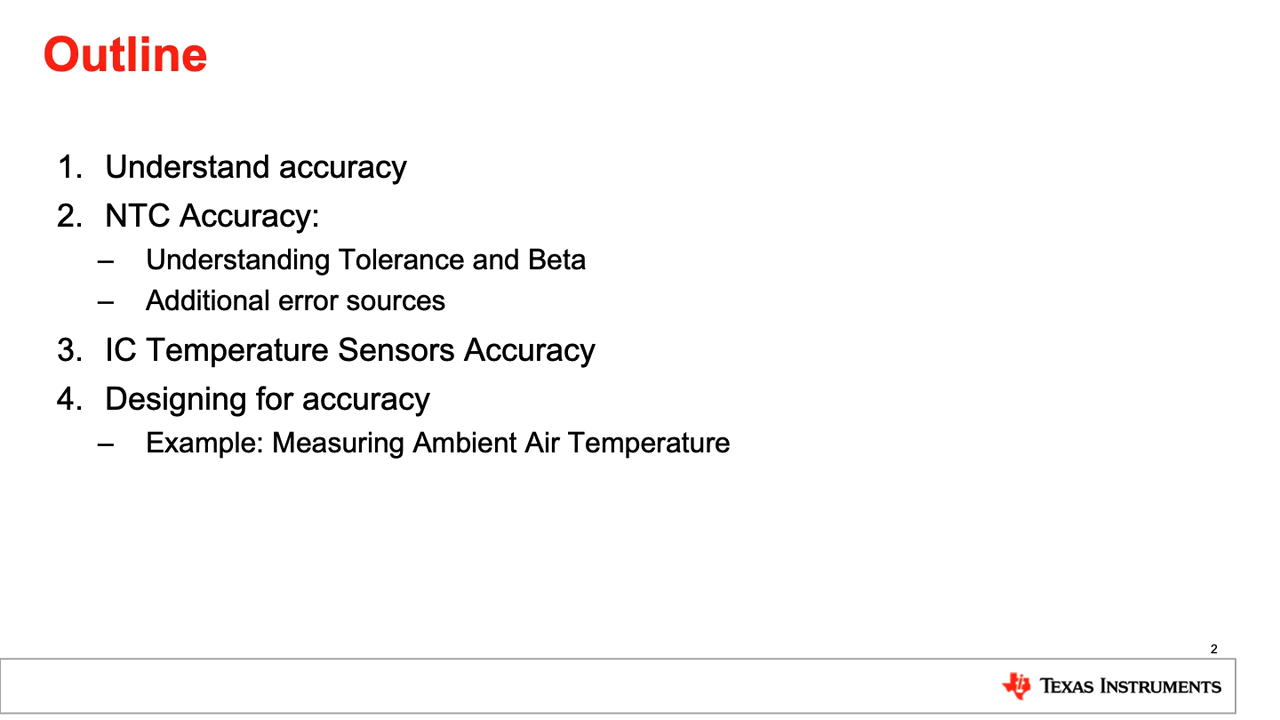 Outline
1. Understand accuracy
2. NTC Accuracy:
– Understanding Tolerance and Beta
– Additional error sources
3. IC Temperature Sensors Accuracy
4. Designing for accuracy
– Example: Measuring Ambient Air Temperature
2
TEXAS INSTRUMENTS